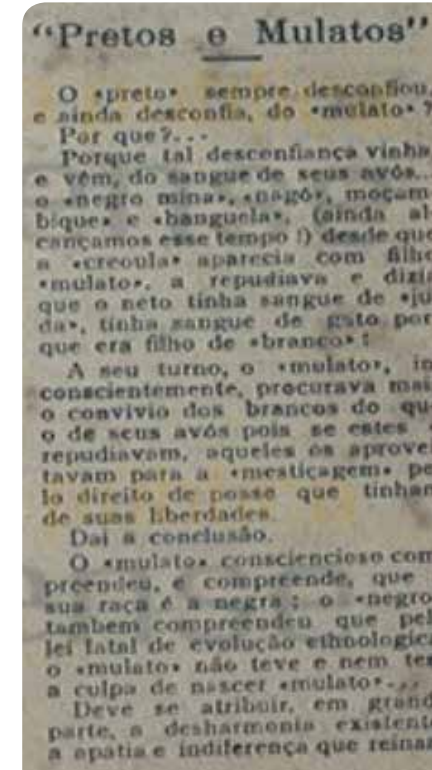 “Pretos e Mulatos”
O «preto» sempre desconfiou,
e ainda desconfia, do «mulato» ?
Por que ?...
Porque tal desconfiança vinha,
e vêm, do sangue de seus avós...
o «negro mina», «nagô», moçam
bique» e «banguela», (ainda al-
cançamos esse tempo !) desde que
a «creoula» aparecia com filho
«mulato», a repudiava e dizia
que o neto tinha sangue de «ju
da», tinha sangue de gato por
que era filho de «branco» !
A seu turno, o «mulato», in
conscientemente, procurava mai
o convivio dos brancos do qu
o de seus avós pois se estes
repudiavam, aqueles os aprovei
tavam para a «mestiçagem» pe
lo direito de posse que tinham
de suas liberdades.
Dai a conclusão.
O «mulato» consciencioso com
preendeu, e compreende, que
sua raça é a negra ; o «negro»
tambem compreendeu que pel
lei fatal de evolução ethnologica
o «mulato» não teve e nem tem
a culpa de nascer «mulato»...
Deve se atribuir, em grand
parte, a desharmonia existente
a apatia e indiferença que reinam